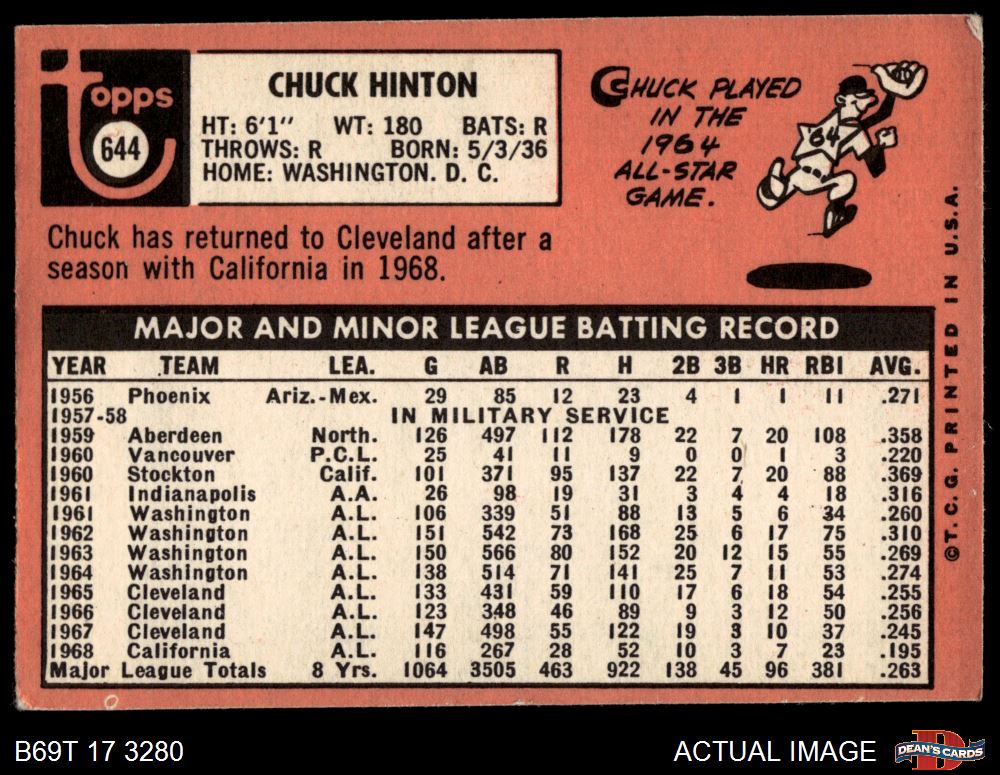 Topps
644
CHUCK HINTON
HT: 6'1" WT: 180 BATS: R
THROWS: R BORN: 5/3/36
HOME: WASHINGTON. D. C.
CHUCK PLAYED
IN THE
1964
ALL-STAR
GAME.
64
Chuck has returned to Cleveland after a
season with California in 1968.
MAJOR AND MINOR LEAGUE BATTING RECORD
YEAR TEAM LEA. G AB R H 2B 3B HR RBI AVG.
1956 Phoenix Ariz.-Mex. 29 85 12 23 4 1 1 11 .271
1957-58 IN MILITARY SERVICE
1959 Aberdeen North. 126 497 112 178 22 7 20 108 .358
1960 Vancouver P.C.L. 25 41 11 9 0 0 1 3 .220
1960 Stockton Calif. 101 371 95 137 22 7 20 88 .369
1961 Indianapolis A.A. 26 98 19 31 3 4 4 18 .316
1961 Washington A.L. 106 339 51 88 13 5 6 34 .260
1962 Washington A.L. 151 542 73 168 25 6 17 75 .310
1963 Washington A.L. 150 566 80 152 20 12 15 55 .269
1964 Washington A.L. 138 514 71 141 25 7 11 53 .274
1965 Cleveland A.L. 133 431 59 110 17 6 18 54 .255
1966 Cleveland A.L. 123 348 46 89 9 3 12 50 .256
1967 Cleveland A.L. 147 498 55 122 19 3 10 37 .245
1968 California A.L. 116 267 28 52 10 3 7 23 .195
Major League Totals 8 Yrs. 1064 3505 463 922 138 45 96 381 .263
©T.C.G. PRINTED IN U.S.A.
B69T 17 3280
ACTUAL IMAGE
DEAN'S CARDS